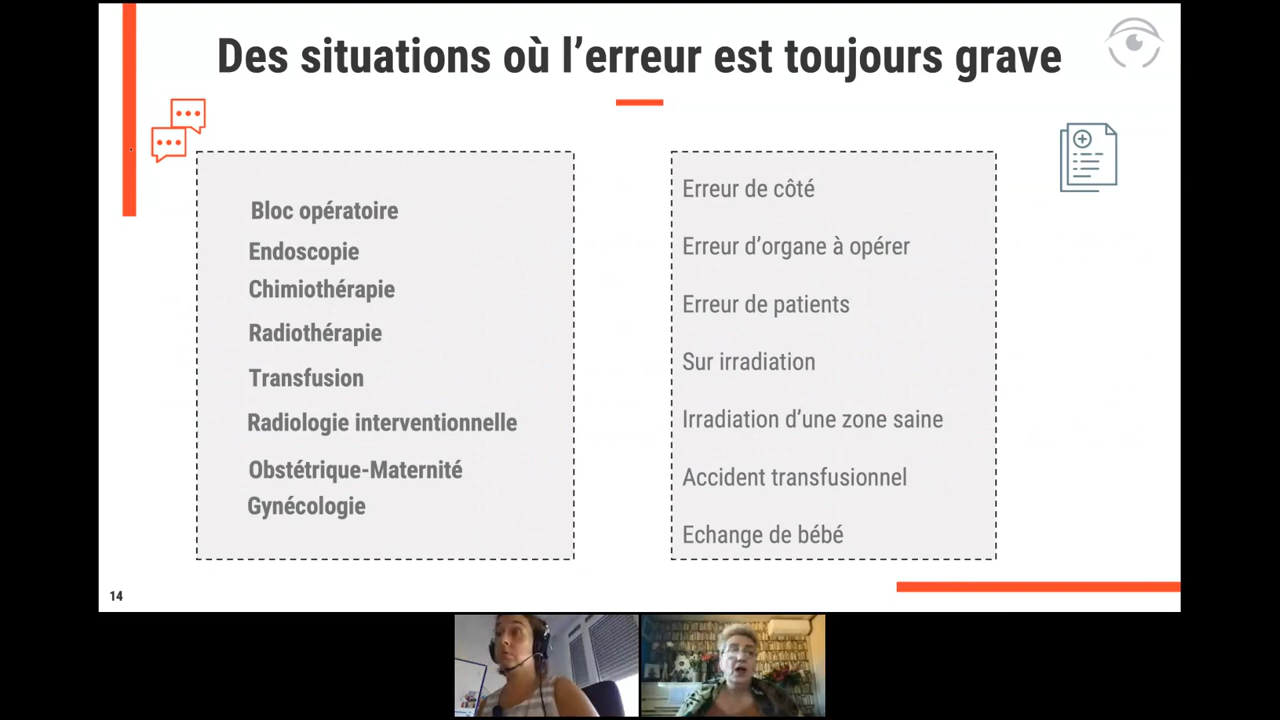 Des situations où l’erreur est toujours grave
Bloc opératoire
Endoscopie
Chimiothérapie
Radiothérapie
Transfusion
Radiologie interventionnelle
Obstétrique-Maternité
Gynécologie
Erreur de côté
Erreur d’organe à opérer
Erreur de patients
Sur irradiation
Irradiation d’une zone saine
Accident transfusionnel
Echange de bébé
14